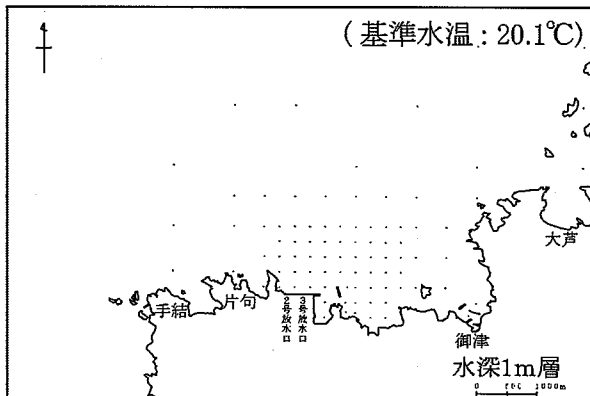 (基準水温：20.1℃)
大芦
手結
片句
2号放水口
3号放水口
御津
水深1m層
0 500 1000m